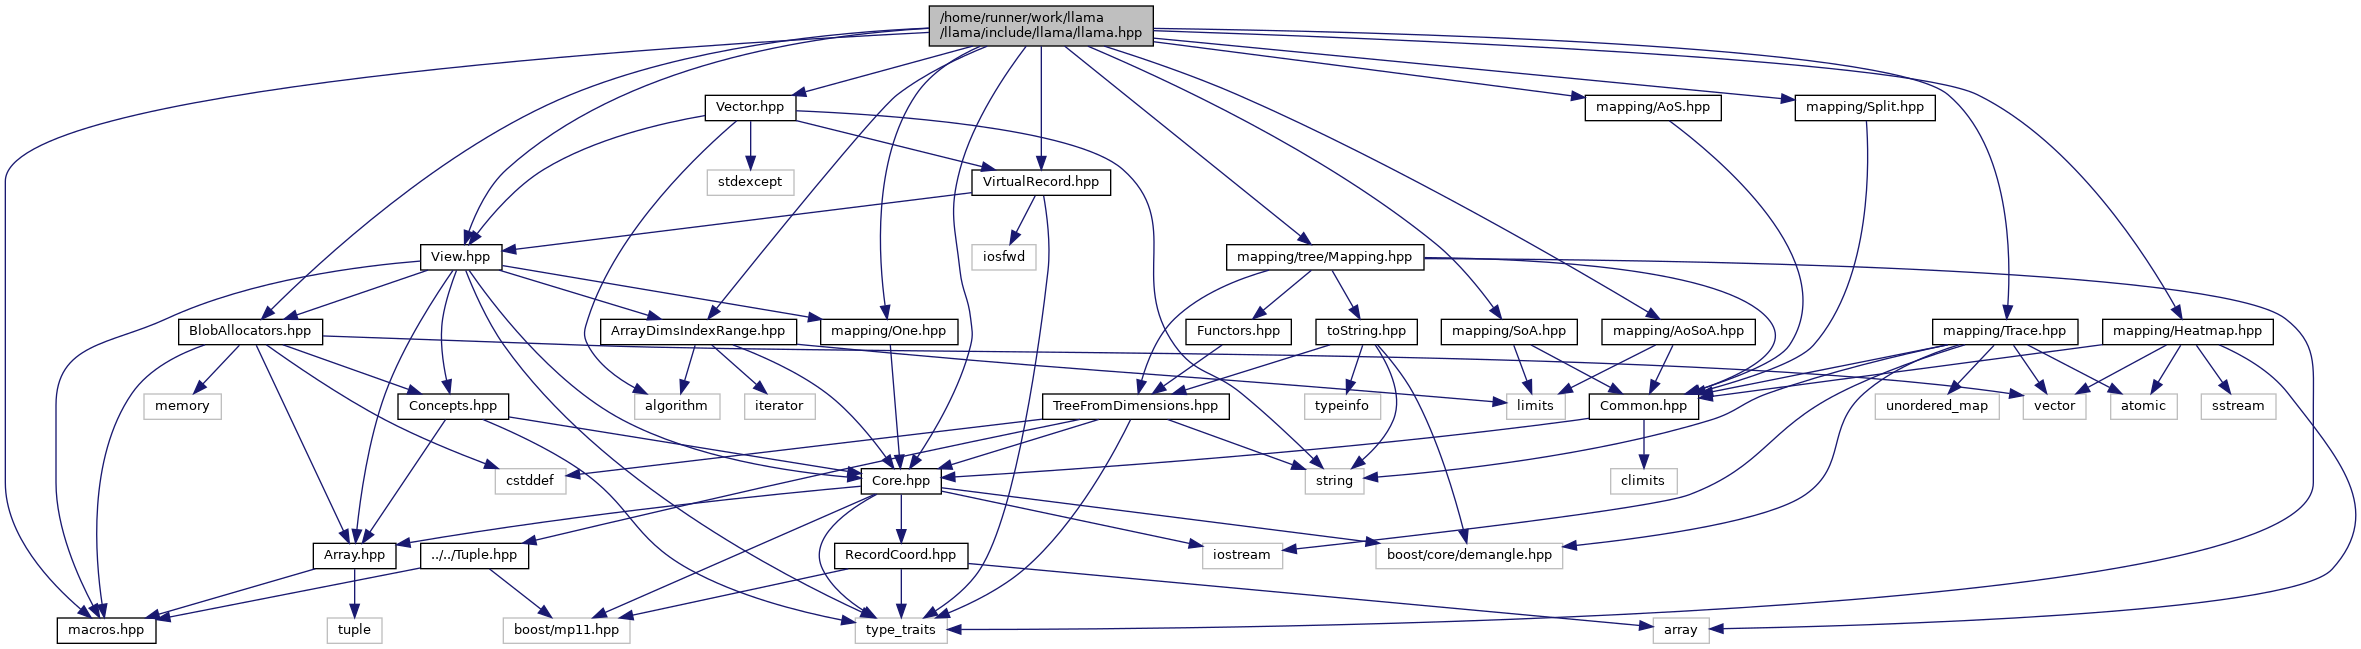 /home/runner/work/llama
/llama/include/llama/llama.hpp
Vector.hpp
mapping/AoS.hpp
mapping/Split.hpp
stdexcept
VirtualRecord.hpp
View.hpp
iosfwd
mapping/tree/Mapping.hpp
BlobAllocators.hpp
ArrayDimsIndexRange.hpp
mapping/One.hpp
Functors.hpp
toString.hpp
mapping/SoA.hpp
mapping/AoSoA.hpp
mapping/Trace.hpp
mapping/Heatmap.hpp
memory
Concepts.hpp
algorithm
iterator
TreeFromDimensions.hpp
typeinfo
limits
Common.hpp
unordered_map
vector
atomic
sstream
cstddef
Core.hpp
string
climits
Array.hpp
../../Tuple.hpp
RecordCoord.hpp
iostream
boost/core/demangle.hpp
macros.hpp
tuple
boost/mp11.hpp
type_traits
array